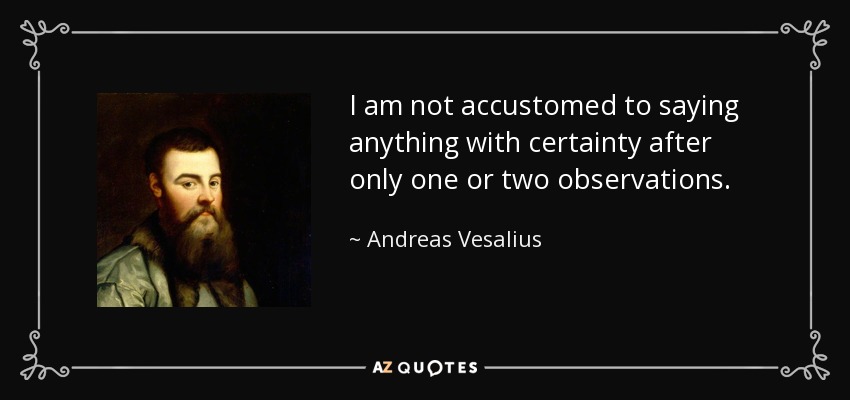 I am not accustomed to saying
anything with certainty after
only one or two observations.
~ Andreas Vesalius
AZ QUOTES